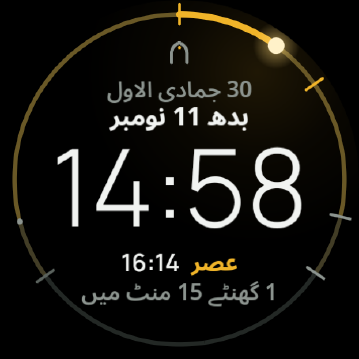 30 جمادی الاول
بدھ 11 نومبر
14:58
عصر 16:14
1 گھنٹے 15 منٹ میں